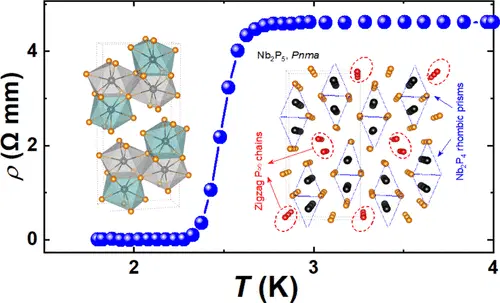 4
2
0
ρ (Ω mm)
Nb₂P₅, Pnma
Zigzag P∞ chains
Nb₂P₄ rhombic prisms
2
3
4
T (K)